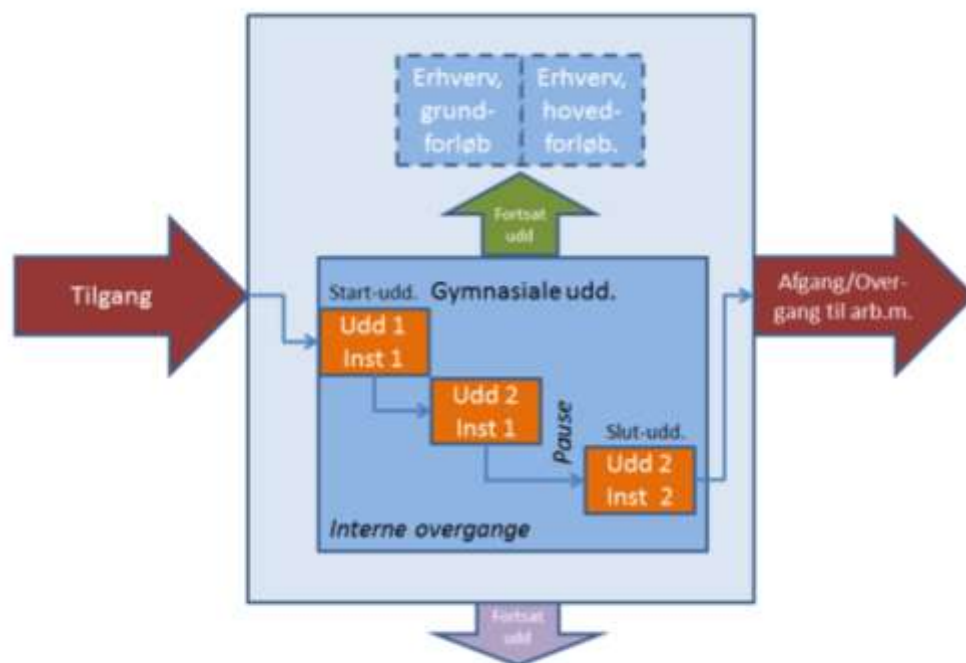 Erhverv,
grund-
forløb
Erhverv,
hoved-
forløb.
Fortsat
udd
Tilgang
Start-udd.
Gymnasiale udd.
Afgang/Over-
gang til arb.m.
Udd 1
Inst 1
Udd 2
Inst 1
Pause
Slut-udd.
Udd 2
Inst 2
Interne overgange
Fortsat
udd